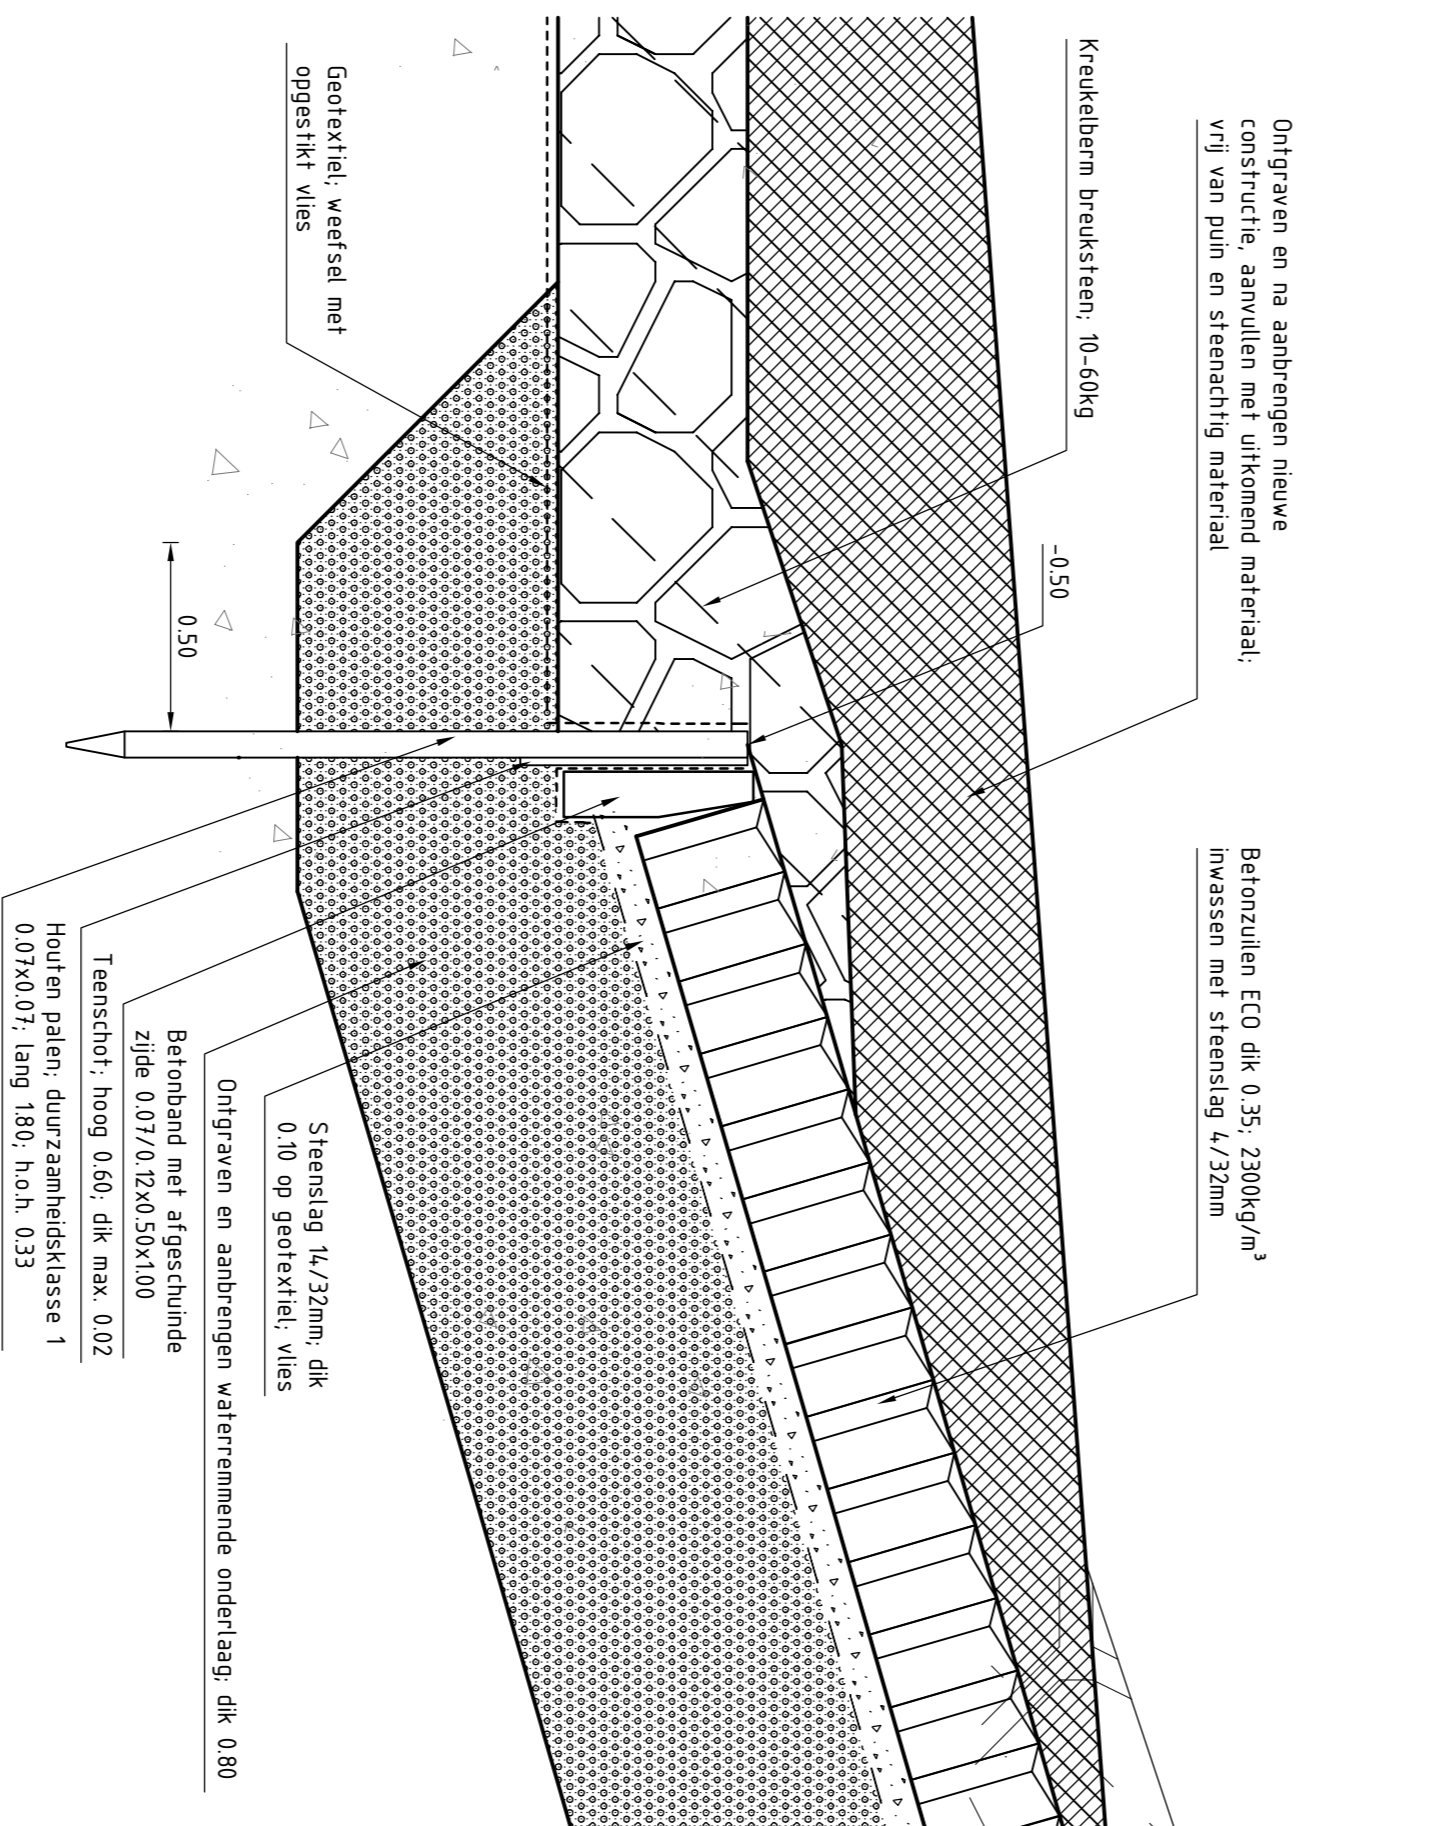 Ontgraven en na aanbrengen nieuwe
constructie, aanvullen met uitkomend materiaal;
vrij van puin en steenachtig materiaal
Betonzuilen ECO dik 0.35; 2300kg/m³
inwassen met steenslag 4/32mm
Kreukelberm breuksteen; 10-60kg
-0.50
Geotextiel; weefsel met
opgestikt vlies
0.50
Steenslag 14/32mm; dik
0.10 op geotextiel; vlies
Ontgraven en aanbrengen waterremmende onderlaag; dik 0.80
Betonband met afgeschuinde
zijde 0.07/0.12x0.50x1.00
Teenschot; hoog 0.60; dik max. 0.02
Houten palen; duurzaamheidsklasse 1
0.07x0.07; lang 1.80; h.o.h. 0.33